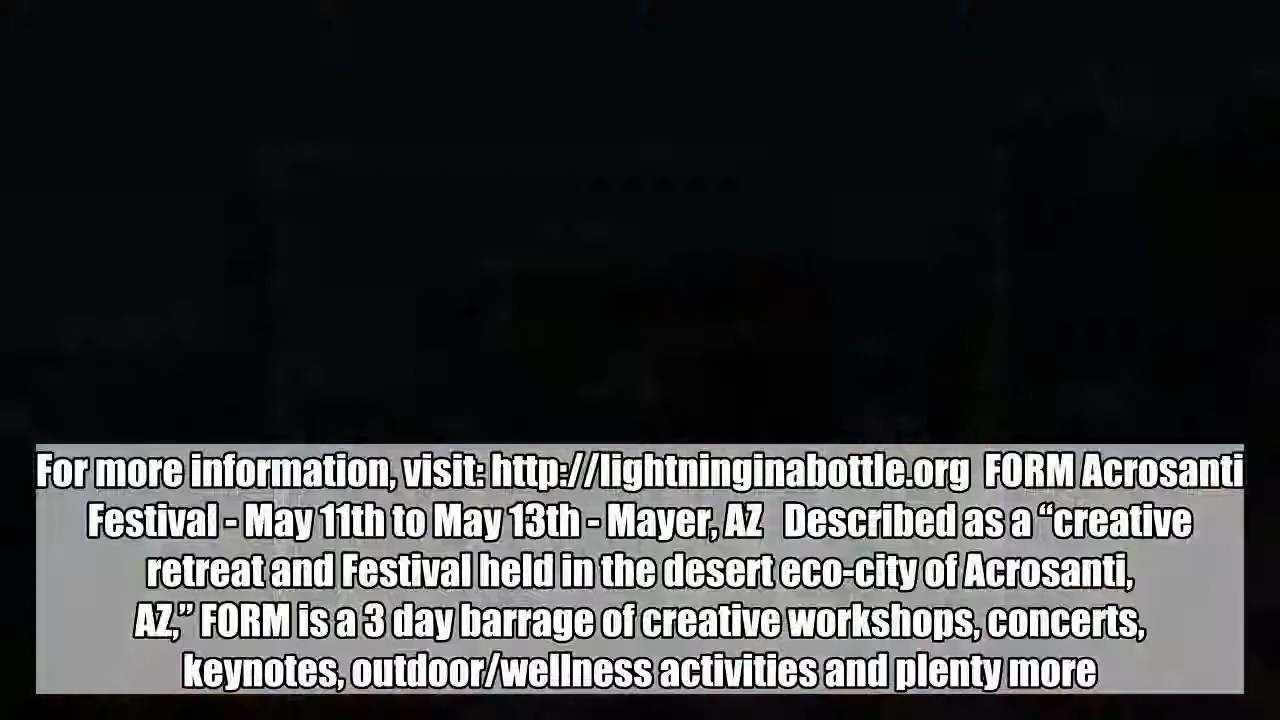 For more information, visit: http://lightninginabottle.org  FORM Acrosanti
Festival - May 11th to May 13th - Mayer, AZ   Described as a “creative
retreat and Festival held in the desert eco-city of Acrosanti,
AZ,” FORM is a 3 day barrage of creative workshops, concerts,
keynotes, outdoor/wellness activities and plenty more